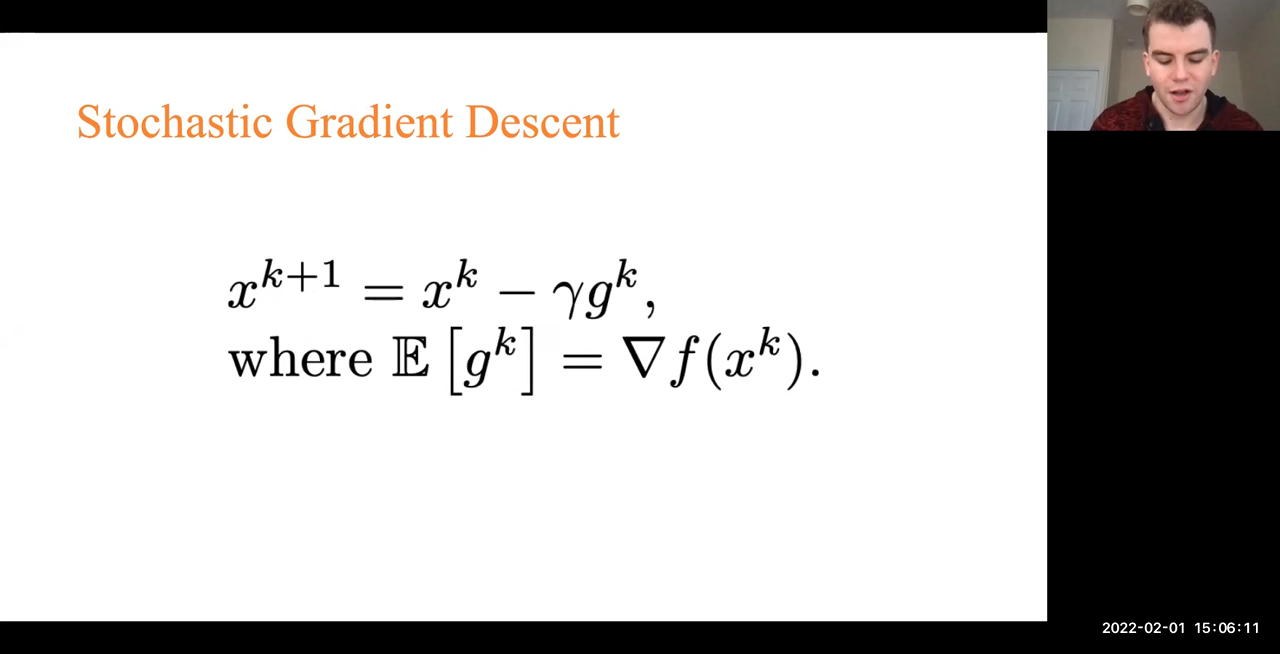 Stochastic Gradient Descent
x^{k+1} = x^k − γg^k,
where 𝔼 [g^k] = ∇f(x^k).
2022-02-01 15:06:11